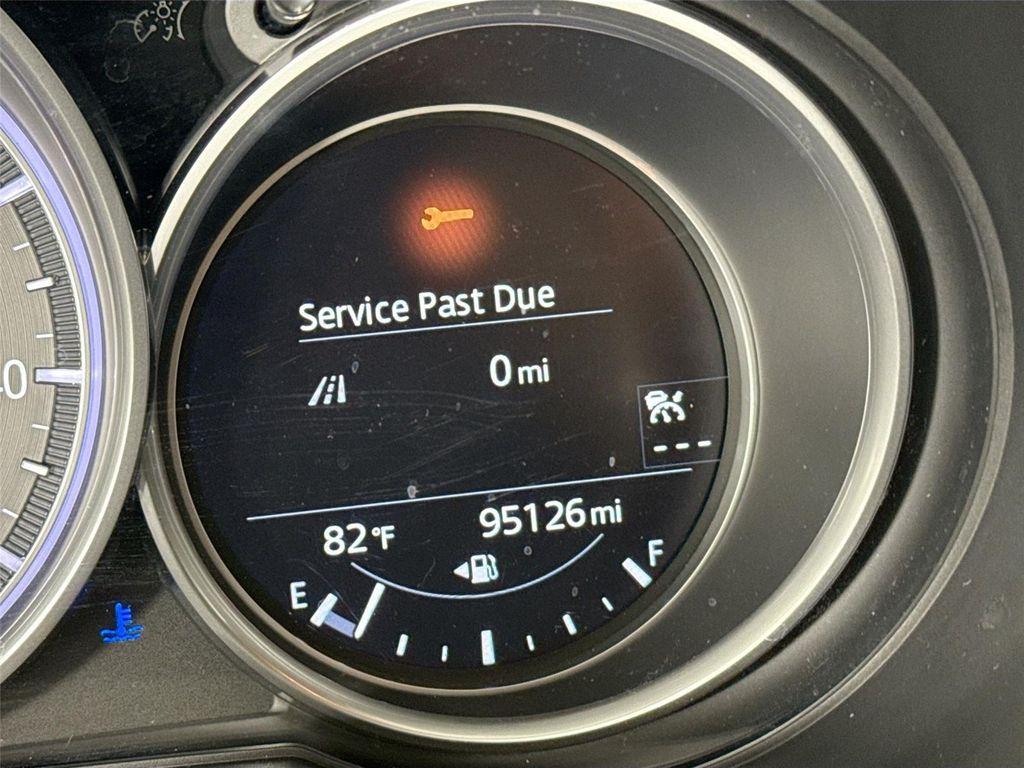 Service Past Due
0 mi
---
82°F 95126 mi
E F